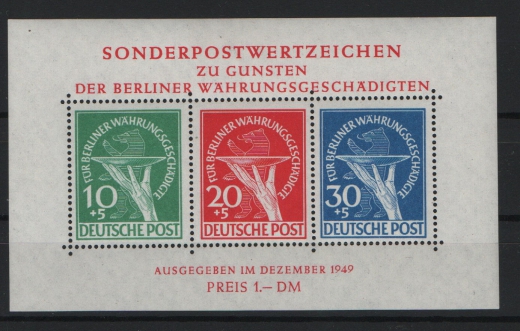 SONDERPOSTWERTZEICHEN
ZU GUNSTEN
DER BERLINER WÄHRUNGSGESCHÄDIGTEN
FÜR BERLINER WÄHRUNGSGESCHÄDIGTE
10
+5
DEUTSCHE POST
FÜR BERLINER WÄHRUNGSGESCHÄDIGTE
20
+5
DEUTSCHE POST
FÜR BERLINER WÄHRUNGSGESCHÄDIGTE
30
+5
DEUTSCHE POST
AUSGEGEBEN IM DEZEMBER 1949
PREIS 1.— DM